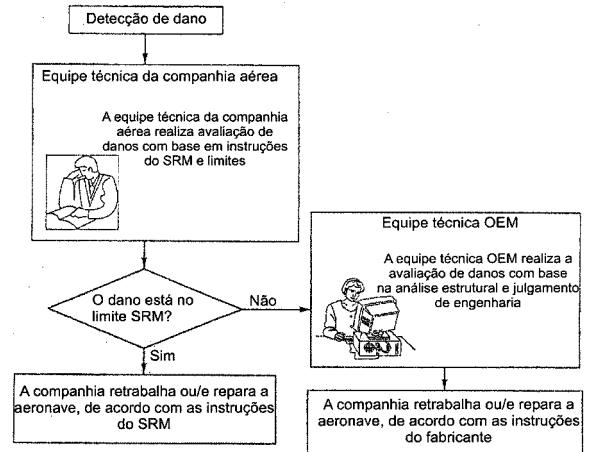 Detecção de dano
Equipe técnica da companhia aérea
A equipe técnica da companhia
aérea realiza avaliação de
danos com base em instruções
do SRM e limites
Equipe técnica OEM
A equipe técnica OEM realiza a
avaliação de danos com base
na análise estrutural e julgamento
de engenharia
O dano está no
limite SRM?
Não
Sim
A companhia retrabalha ou/e repara a
aeronave, de acordo com as instruções
do SRM
A companhia retrabalha ou/e repara a
aeronave, de acordo com as instruções
do fabricante